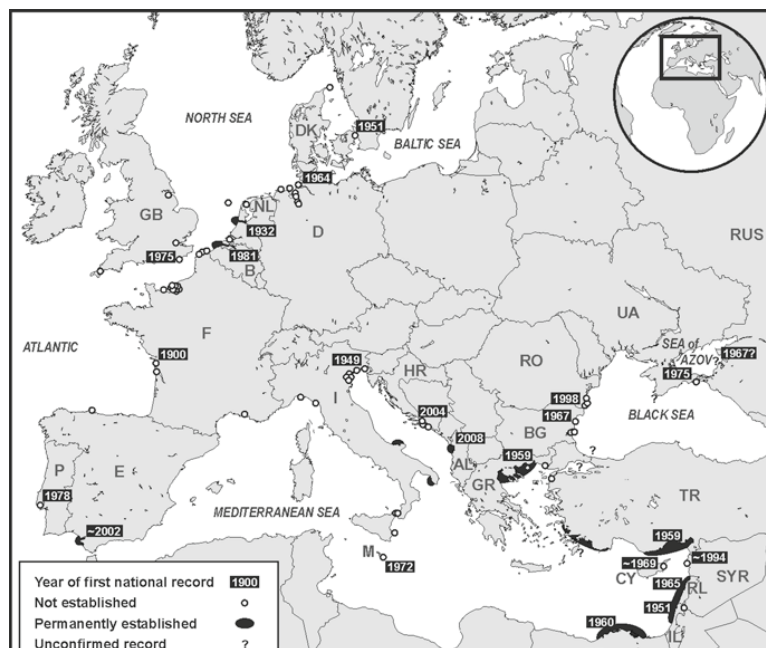 NORTH SEA
DK
1951
BALTIC SEA
1964
GB
NL
1932
D
RUS
1975
1981
B
UA
ATLANTIC
F
SEA of
AZOV?
1967?
1900
1949
HR
RO
1975
I
1998
2004
1967
BLACK SEA
BG
2008
1959
?
AL
?
P
E
GR
1978
TR
MEDITERRANEAN SEA
~2002
1959
?
M
~1969
~1994
CY
SYR
1972
1965
RL
1951
1960
IL
Year of first national record 1900
Not established
Permanently established
Unconfirmed record ?